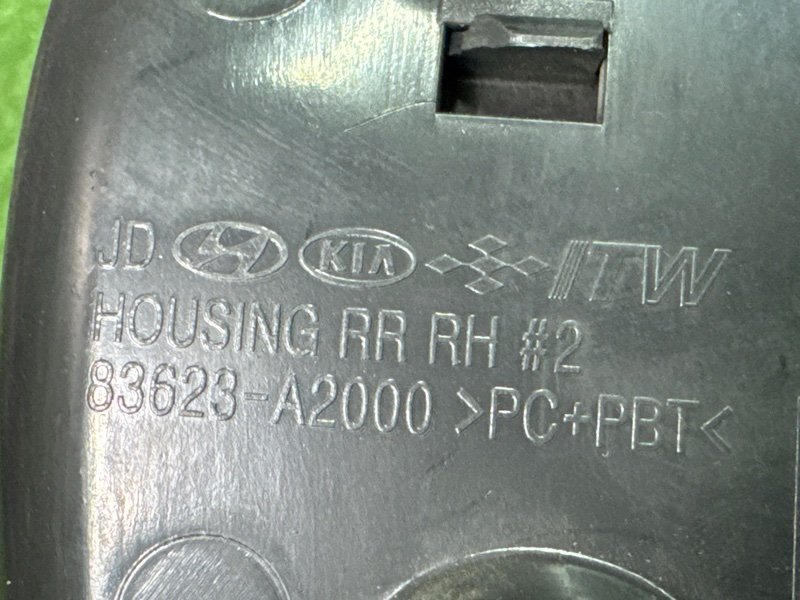 JD KIA ITW
HOUSING RR RH #2
83623-A2000 >PC+PBT<